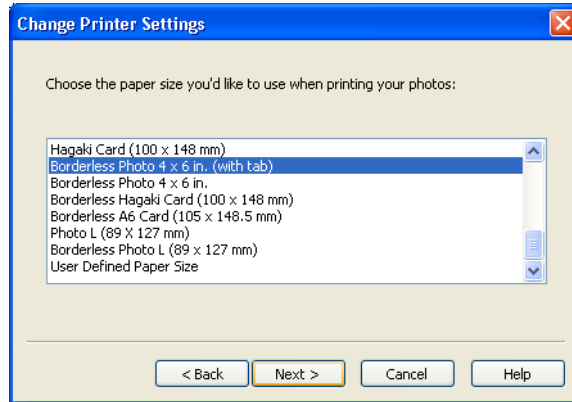 Change Printer Settings
Choose the paper size you'd like to use when printing your photos:
Hagaki Card (100 x 148 mm)
Borderless Photo 4 x 6 in. (with tab)
Borderless Photo 4 x 6 in.
Borderless Hagaki Card (100 x 148 mm)
Borderless A6 Card (105 x 148.5 mm)
Photo L (89 X 127 mm)
Borderless Photo L (89 x 127 mm)
User Defined Paper Size
< Back Next > Cancel Help